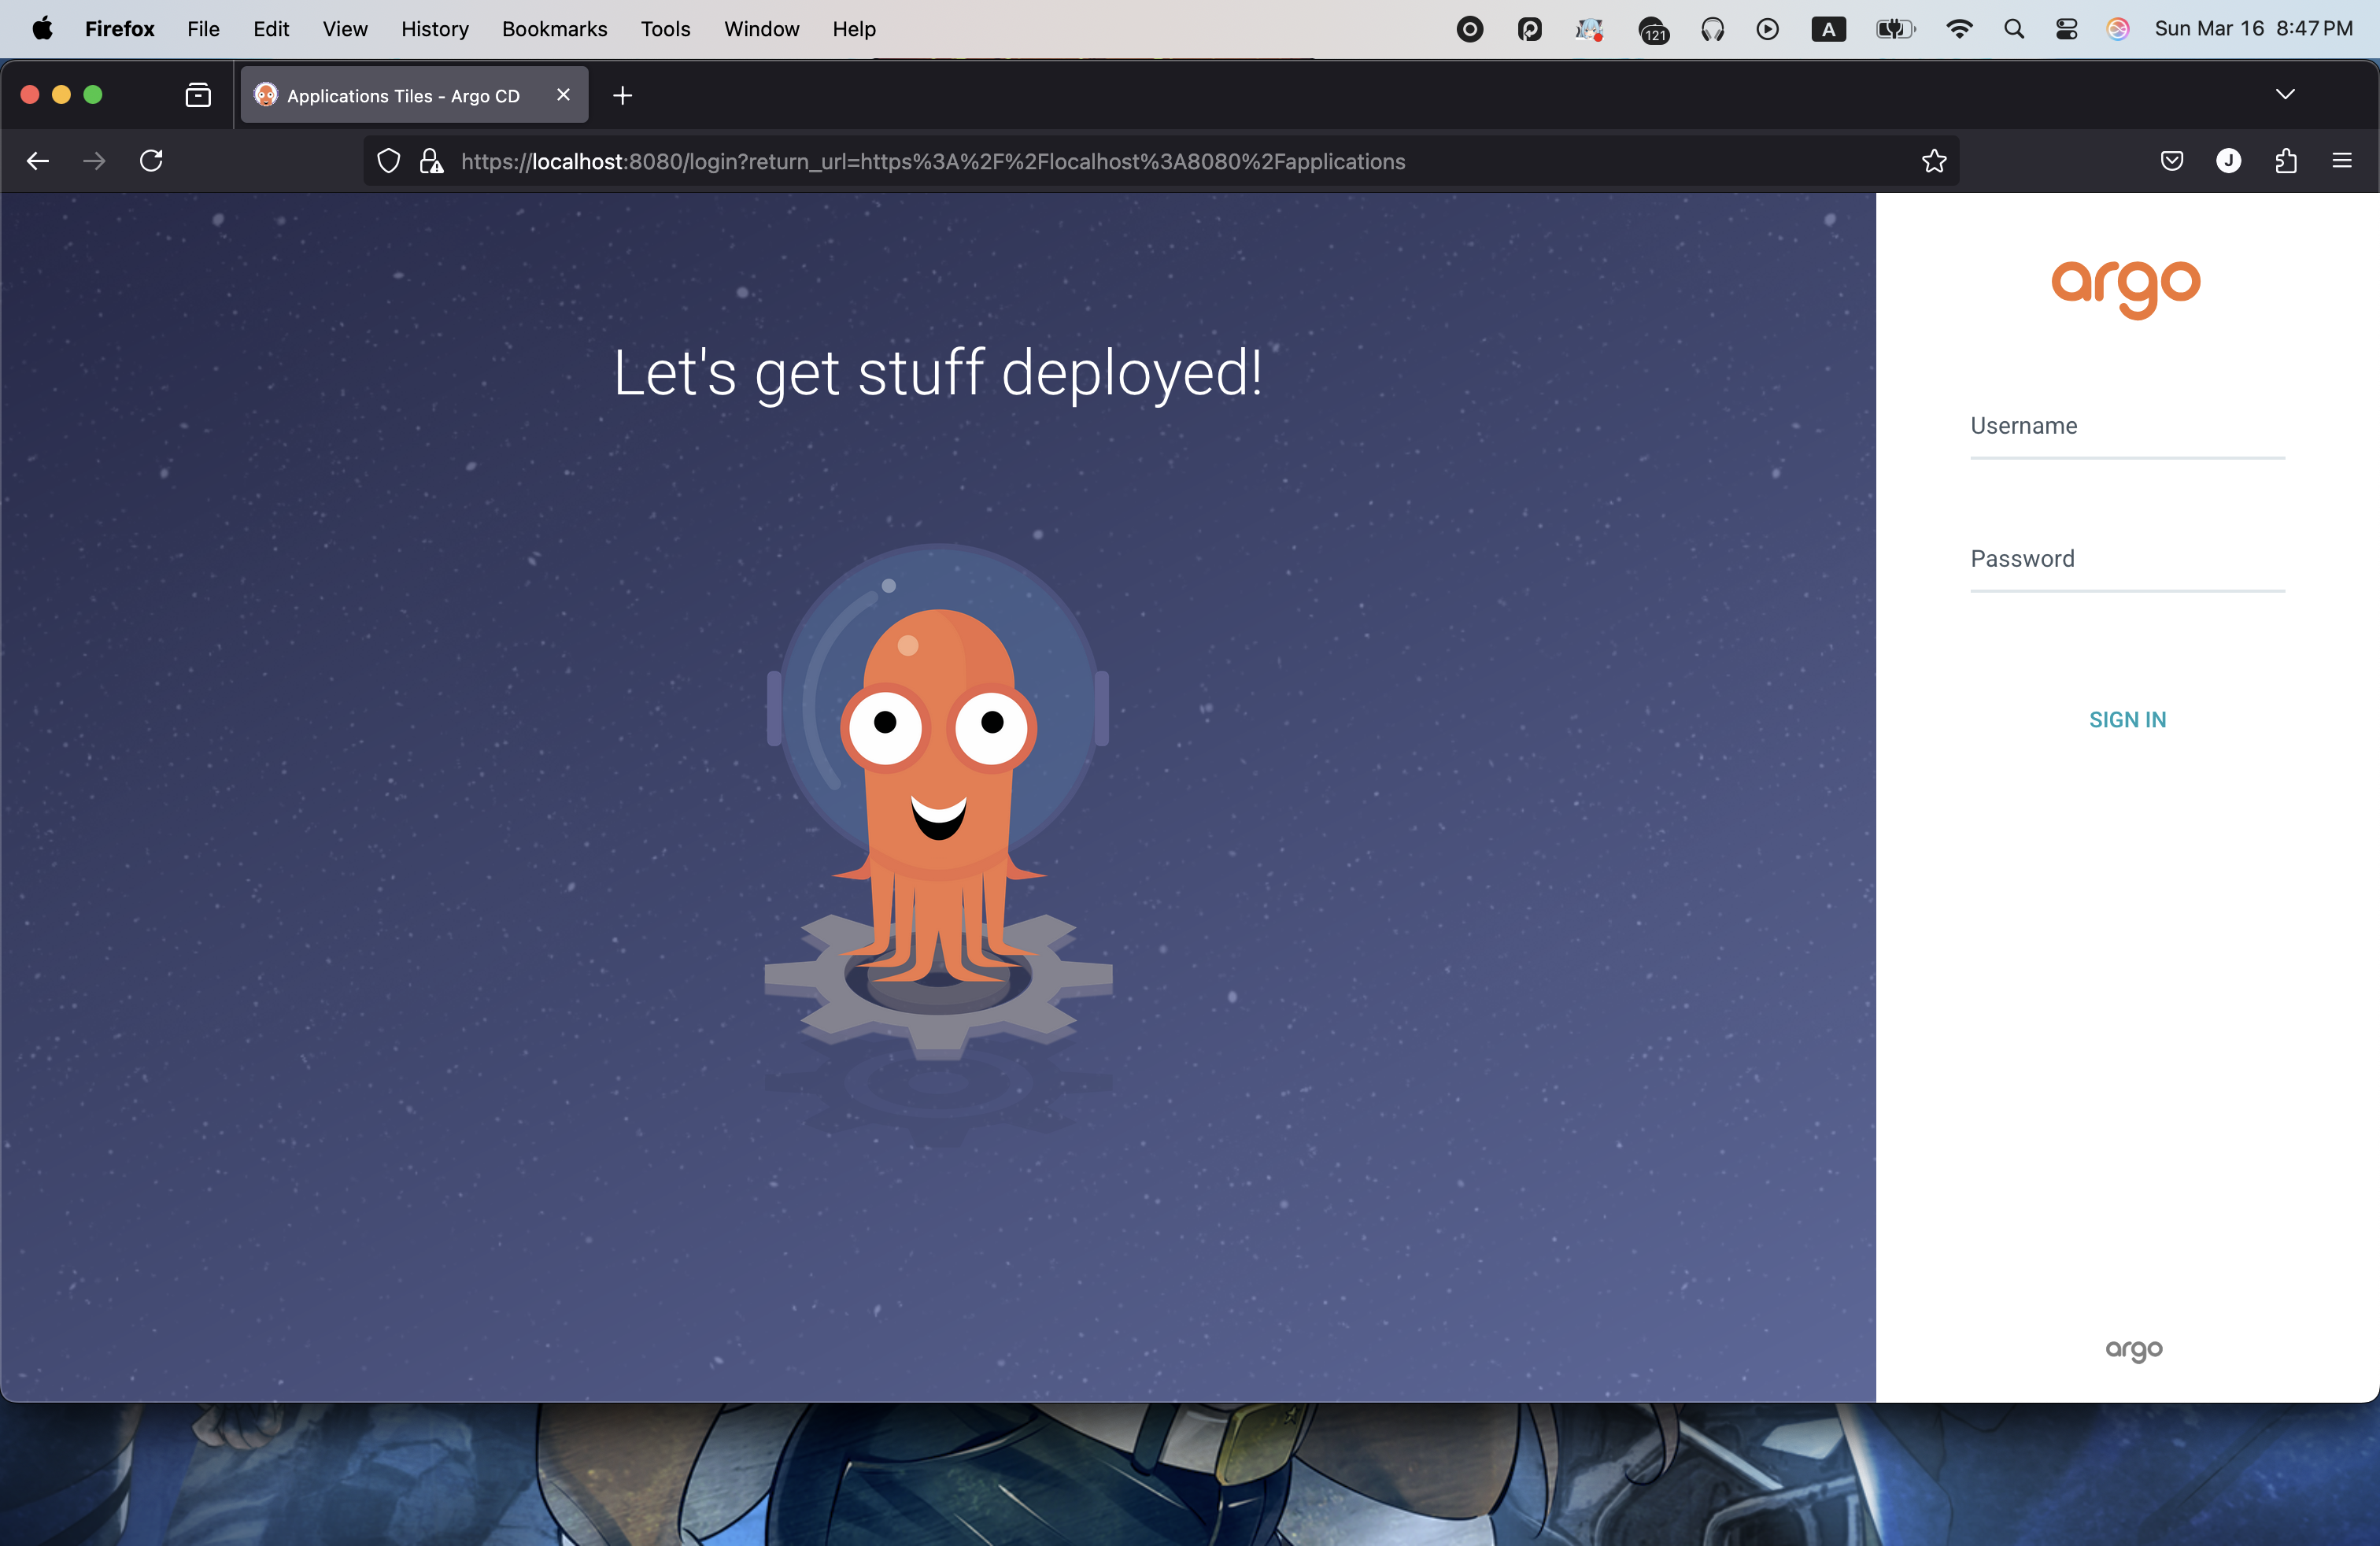 Firefox File Edit View History Bookmarks Tools Window Help 121 A Sun Mar 16 8:47 PM
Applications Tiles - Argo CD
https://localhost:8080/login?return_url=https%3A%2F%2Flocalhost%3A8080%2Fapplications J
argo
Let's get stuff deployed!
Username
Password
SIGN IN
argo